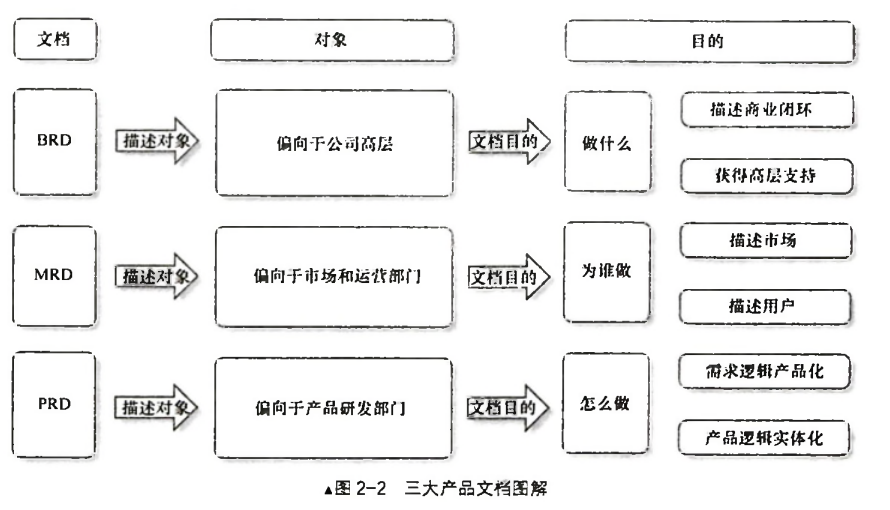 文档 对象 目的
BRD 描述对象 偏向于公司高层 文档目的 做什么 描述商业闭环
获得高层支持
MRD 描述对象 偏向于市场和运营部门 文档目的 为谁做 描述市场
描述用户
PRD 描述对象 偏向于产品研发部门 文档目的 怎么做 需求逻辑产品化
产品逻辑实体化
▲图2-2 三大产品文档图解